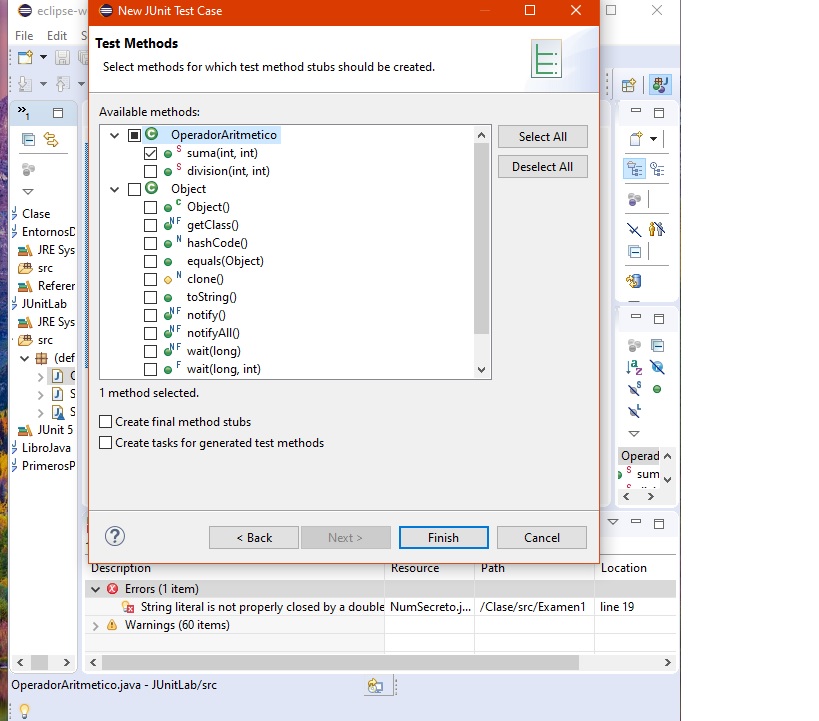 eclipse-w
New JUnit Test Case
File Edit S
Test Methods
Select methods for which test method stubs should be created.
Available methods:
OperadorAritmetico
S suma(int, int)
S division(int, int)
Object
C Object()
NF getClass()
N hashCode()
equals(Object)
N clone()
toString()
NF notify()
NF notifyAll()
NF wait(long)
F wait(long, int)
Select All
Deselect All
1 method selected.
Create final method stubs
Create tasks for generated test methods
< Back Next > Finish Cancel
1
Clase
EntornosD
JRE Sys
src
Referer
JUnitLab
JRE Sys
src
(def
C
S
S
JUnit 5
LibroJava
PrimerosP
Operad
S sum
Description Resource Path Location
Errors (1 item)
String literal is not properly closed by a double NumSecreto.j... /Clase/src/Examen1 line 19
Warnings (60 items)
OperadorAritmetico.java - JUnitLab/src